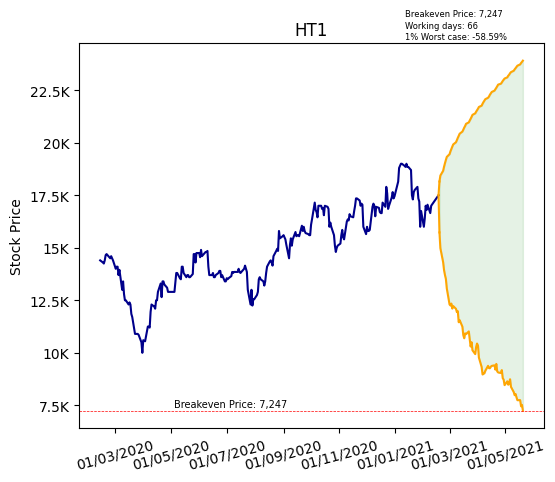 Breakeven Price: 7,247
Working days: 66
1% Worst case: -58.59%
HT1
Stock Price
22.5K
20K
17.5K
15K
12.5K
10K
7.5K
Breakeven Price: 7,247
01/03/2020
01/05/2020
01/07/2020
01/09/2020
01/11/2020
01/01/2021
01/03/2021
01/05/2021